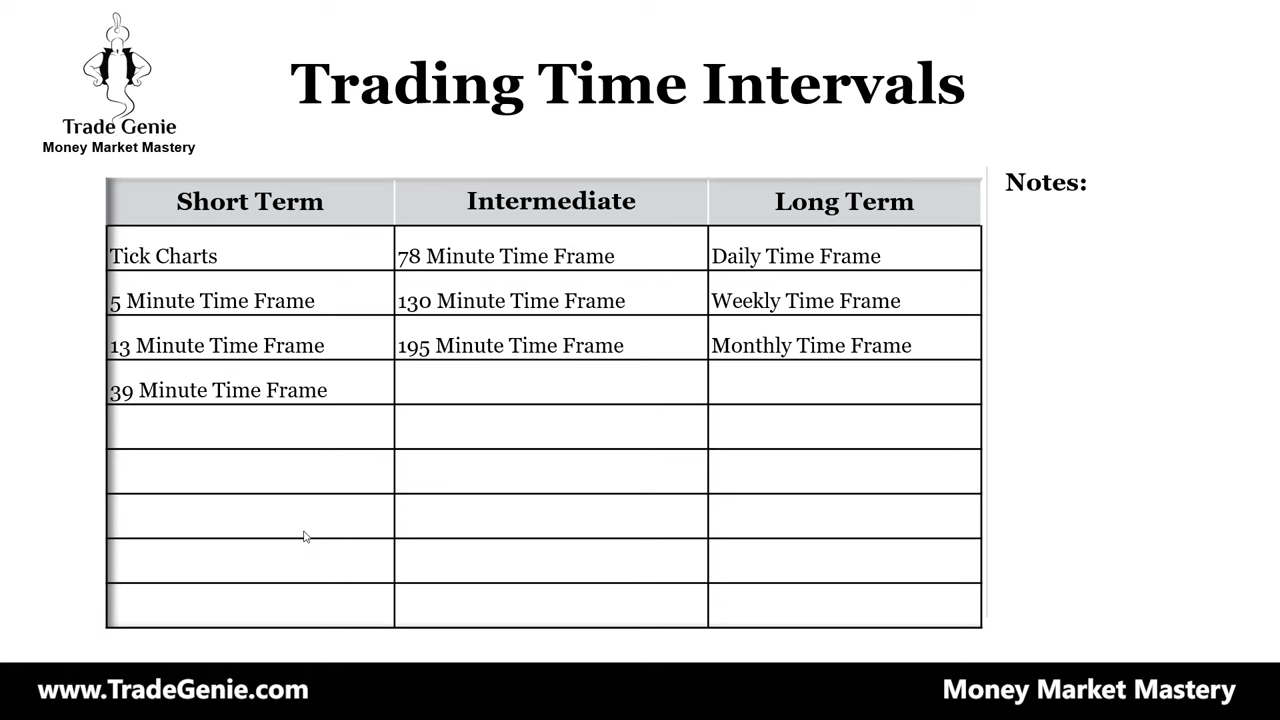 Trade Genie
Money Market Mastery
Trading Time Intervals
Short Term Intermediate Long Term
Tick Charts 78 Minute Time Frame Daily Time Frame
5 Minute Time Frame 130 Minute Time Frame Weekly Time Frame
13 Minute Time Frame 195 Minute Time Frame Monthly Time Frame
39 Minute Time Frame
Notes:
www.TradeGenie.com Money Market Mastery